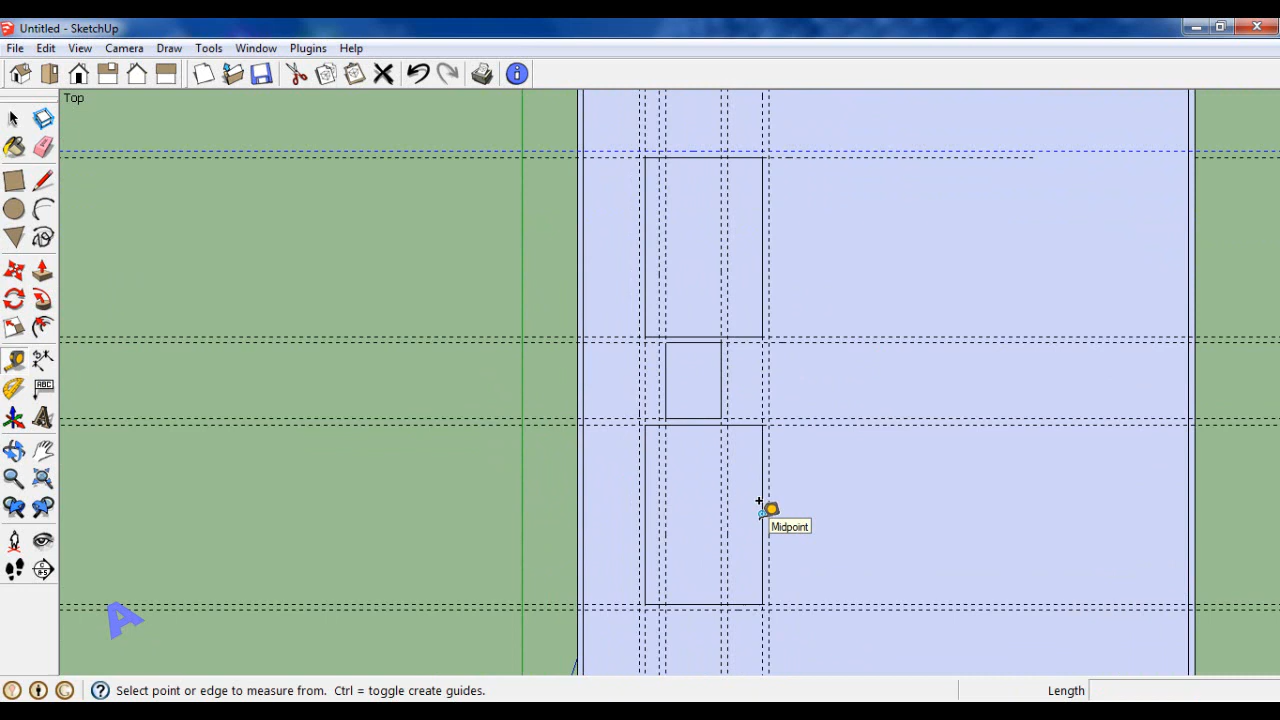 Untitled - SketchUp
File Edit View Camera Draw Tools Window Plugins Help
Top
ABC
A
Midpoint
Select point or edge to measure from. Ctrl = toggle create guides.
Length